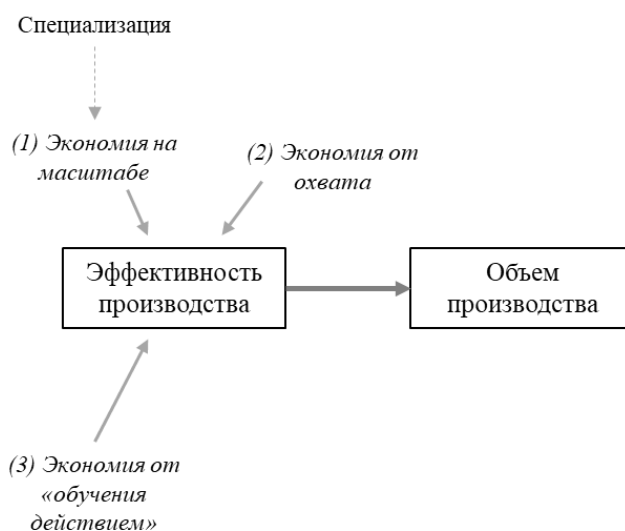 Специализация
(1) Экономия на
масштабе
(2) Экономия от
охвата
Эффективность
производства
Объем
производства
(3) Экономия от
«обучения
действием»